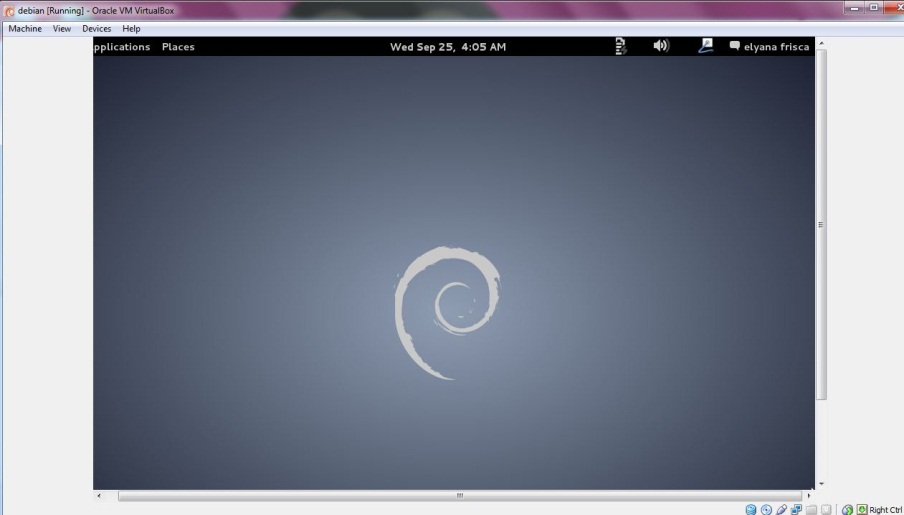 debian [Running] - Oracle VM VirtualBox
Machine View Devices Help
pplications Places Wed Sep 25, 4:05 AM elyana frisca
Right Ctrl